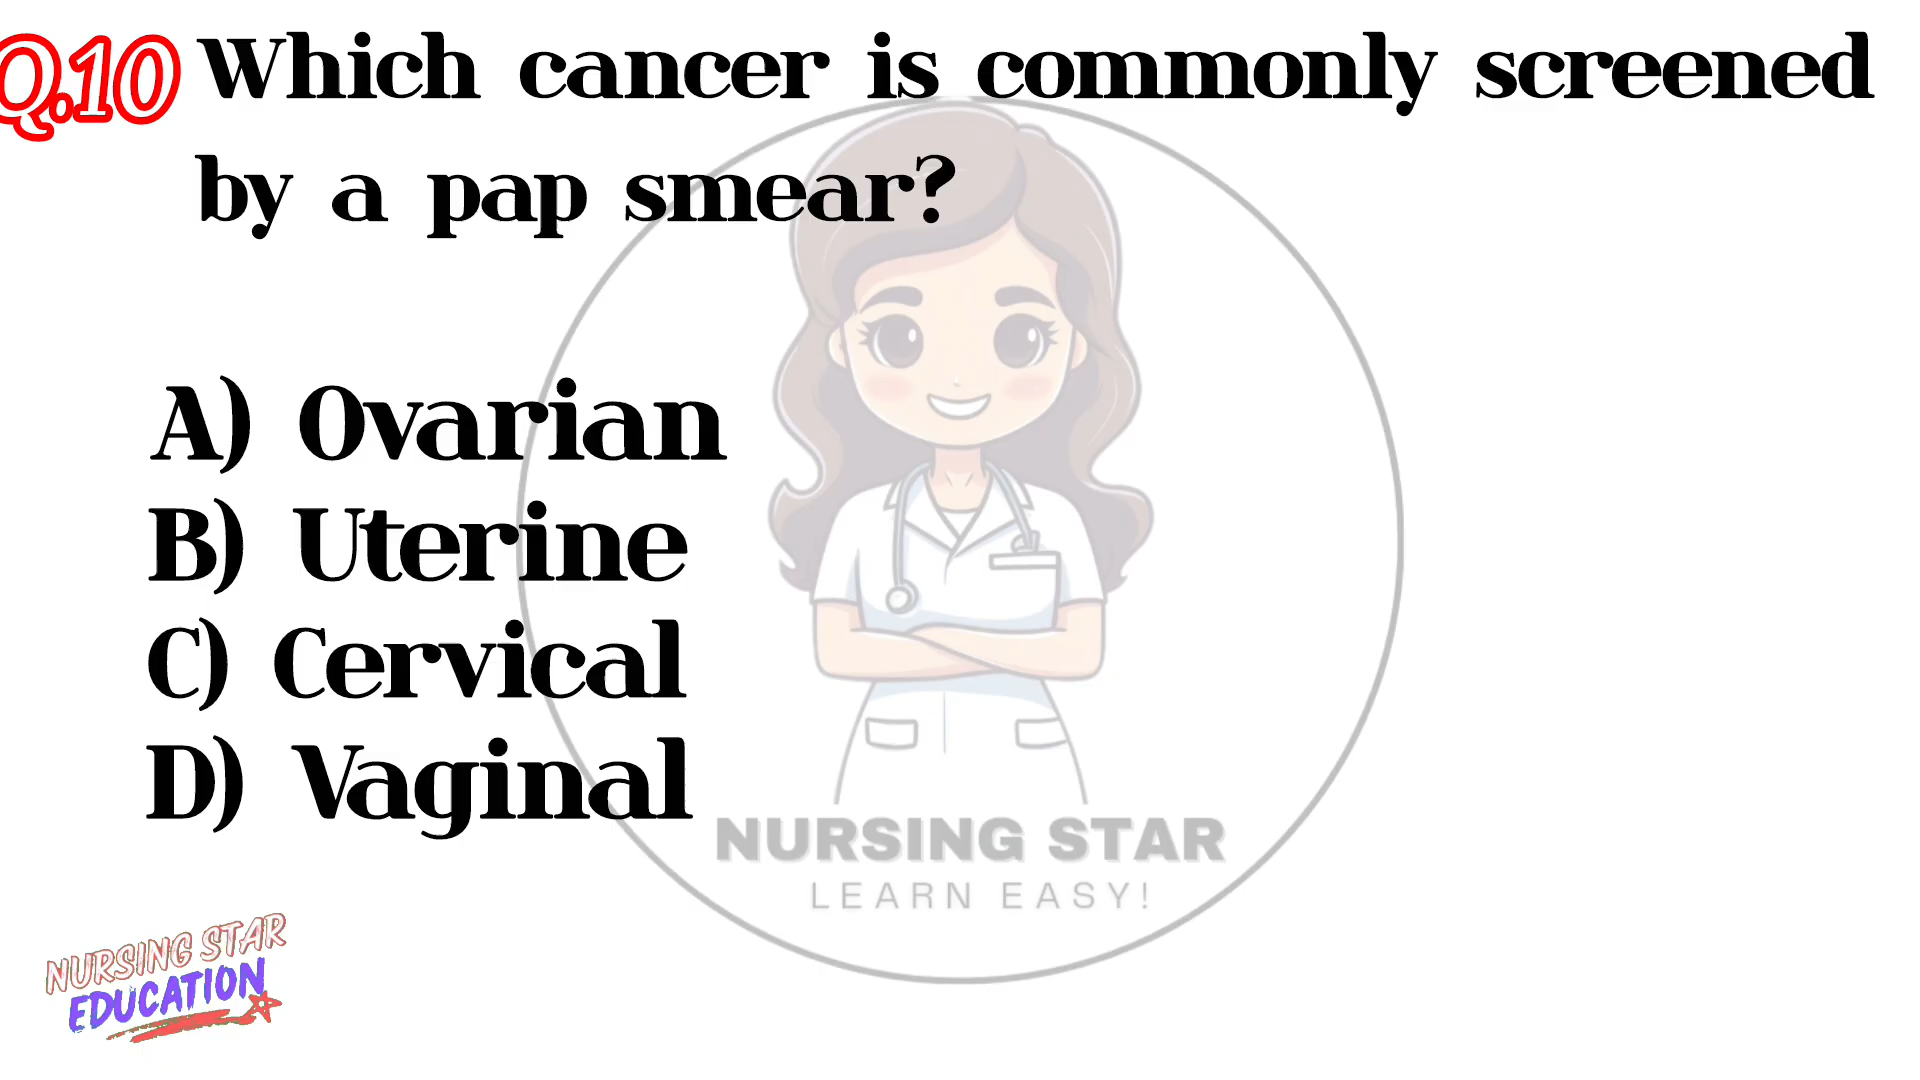 Q.10 Which cancer is commonly screened
by a pap smear?
A) Ovarian
B) Uterine
C) Cervical
D) Vaginal
NURSING STAR
LEARN EASY!
NURSING STAR
EDUCATION